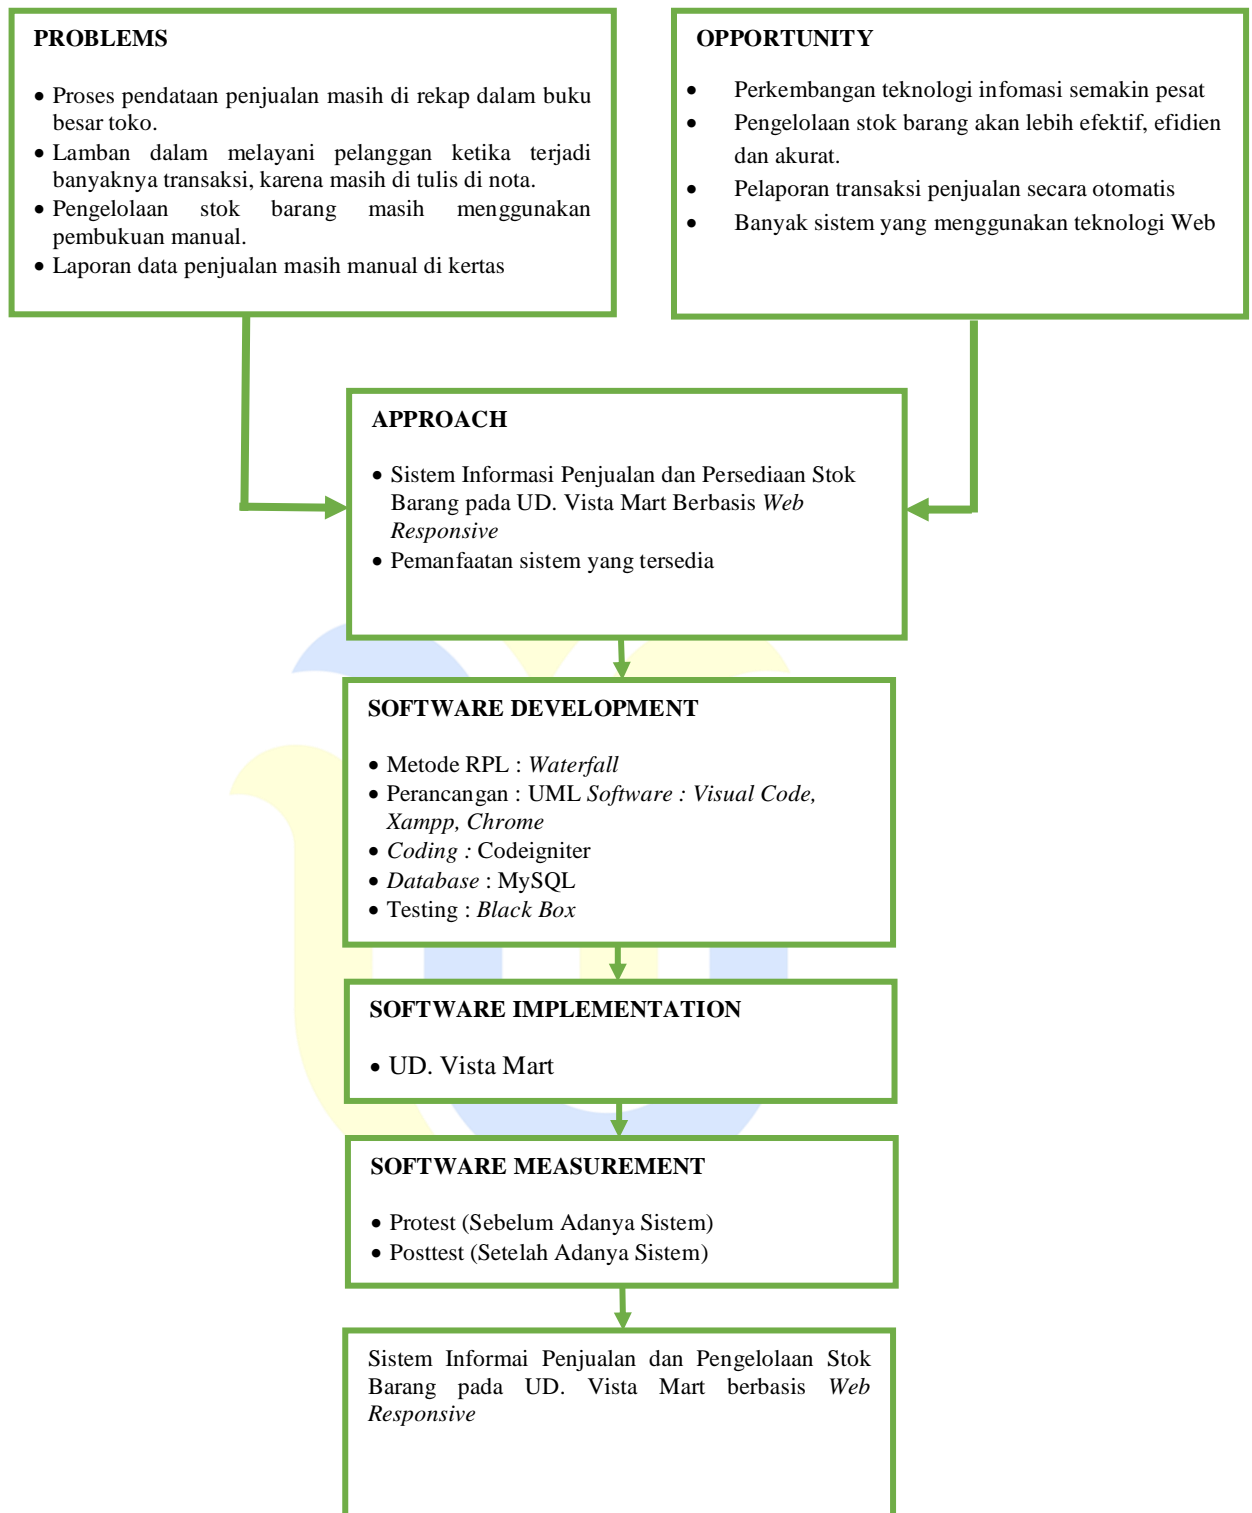 PROBLEMS
• Proses pendataan penjualan masih di rekap dalam buku
besar toko.
• Lamban dalam melayani pelanggan ketika terjadi
banyaknya transaksi, karena masih di tulis di nota.
• Pengelolaan stok barang masih menggunakan
pembukuan manual.
• Laporan data penjualan masih manual di kertas
OPPORTUNITY
• Perkembangan teknologi infomasi semakin pesat
• Pengelolaan stok barang akan lebih efektif, efidien
dan akurat.
• Pelaporan transaksi penjualan secara otomatis
• Banyak sistem yang menggunakan teknologi Web
APPROACH
• Sistem Informasi Penjualan dan Persediaan Stok
Barang pada UD. Vista Mart Berbasis Web
Responsive
• Pemanfaatan sistem yang tersedia
SOFTWARE DEVELOPMENT
• Metode RPL : Waterfall
• Perancangan : UML Software : Visual Code,
Xampp, Chrome
• Coding : Codeigniter
• Database : MySQL
• Testing : Black Box
SOFTWARE IMPLEMENTATION
• UD. Vista Mart
SOFTWARE MEASUREMENT
• Protest (Sebelum Adanya Sistem)
• Posttest (Setelah Adanya Sistem)
Sistem Informai Penjualan dan Pengelolaan Stok
Barang pada UD. Vista Mart berbasis Web
Responsive